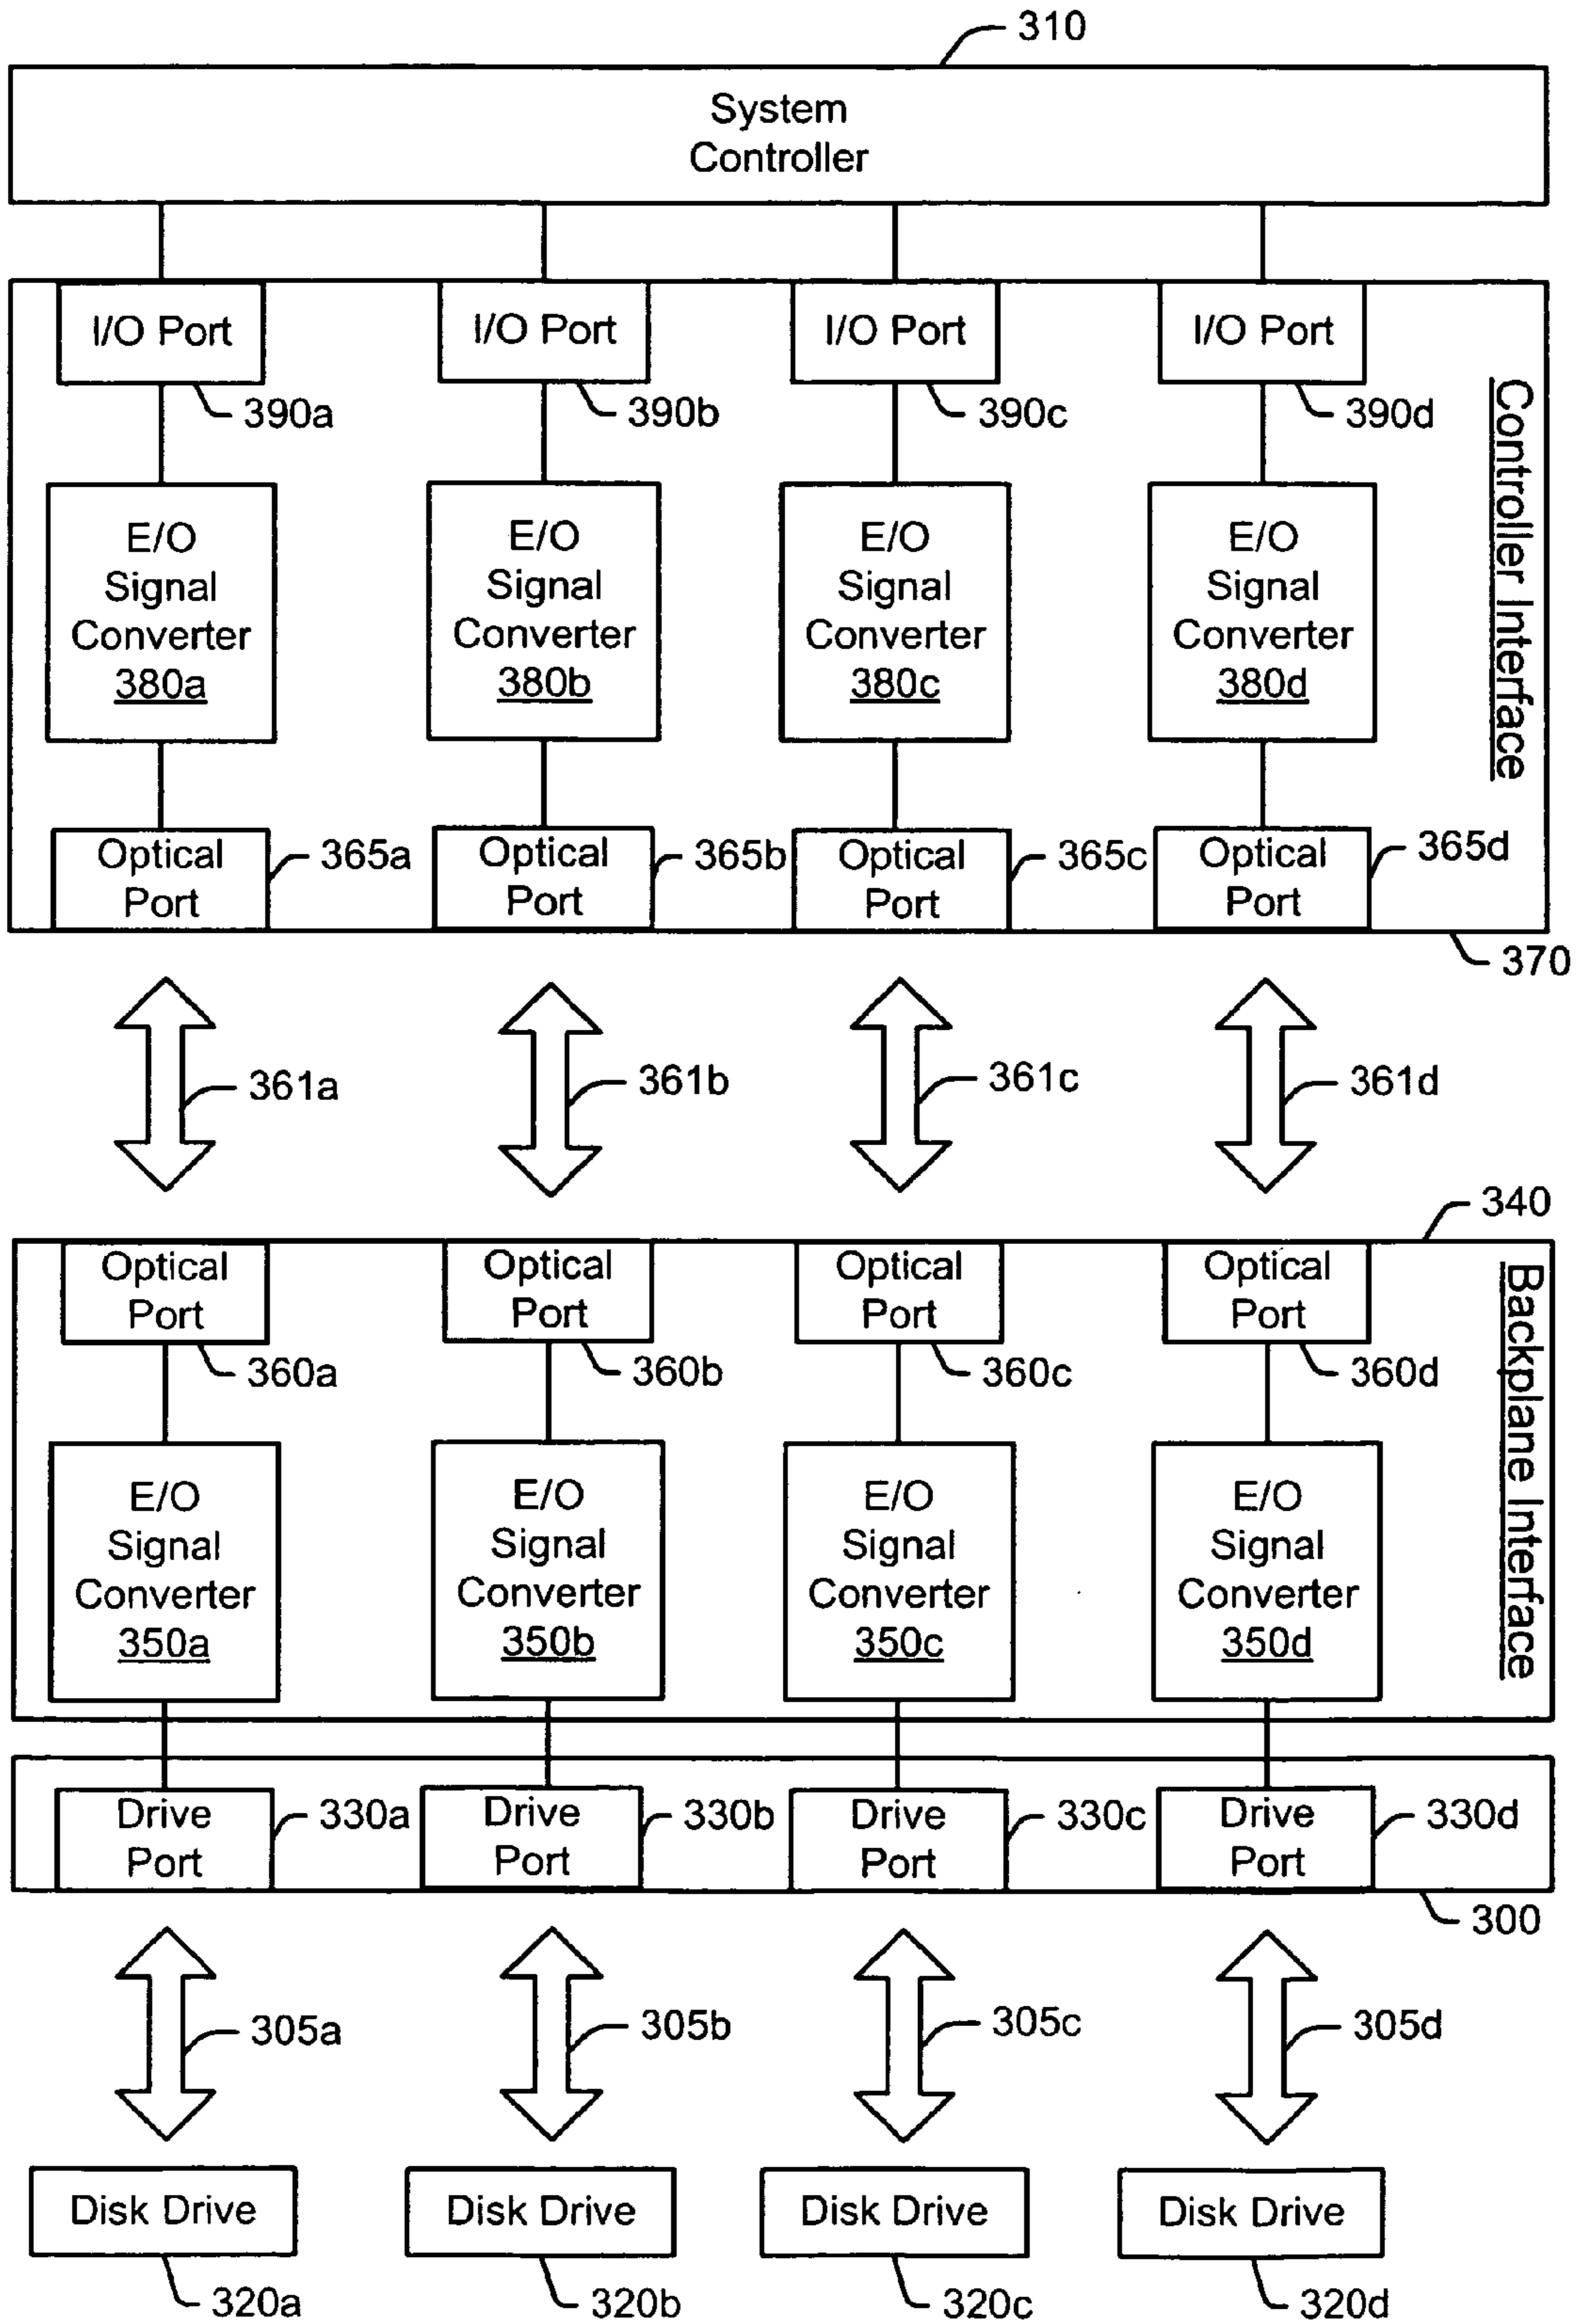 310
System
Controller
I/O Port
I/O Port
I/O Port
I/O Port
390a
390b
390c
390d
Controller Interface
E/O
Signal
Converter
380a
E/O
Signal
Converter
380b
E/O
Signal
Converter
380c
E/O
Signal
Converter
380d
Optical
Port
365a
Optical
Port
365b
Optical
Port
365c
Optical
Port
365d
370
361a
361b
361c
361d
340
Optical
Port
Optical
Port
Optical
Port
Optical
Port
360a
360b
360c
360d
Backplane Interface
E/O
Signal
Converter
350a
E/O
Signal
Converter
350b
E/O
Signal
Converter
350c
E/O
Signal
Converter
350d
Drive
Port
330a
Drive
Port
330b
Drive
Port
330c
Drive
Port
330d
300
305a
305b
305c
305d
Disk Drive
Disk Drive
Disk Drive
Disk Drive
320a
320b
320c
320d